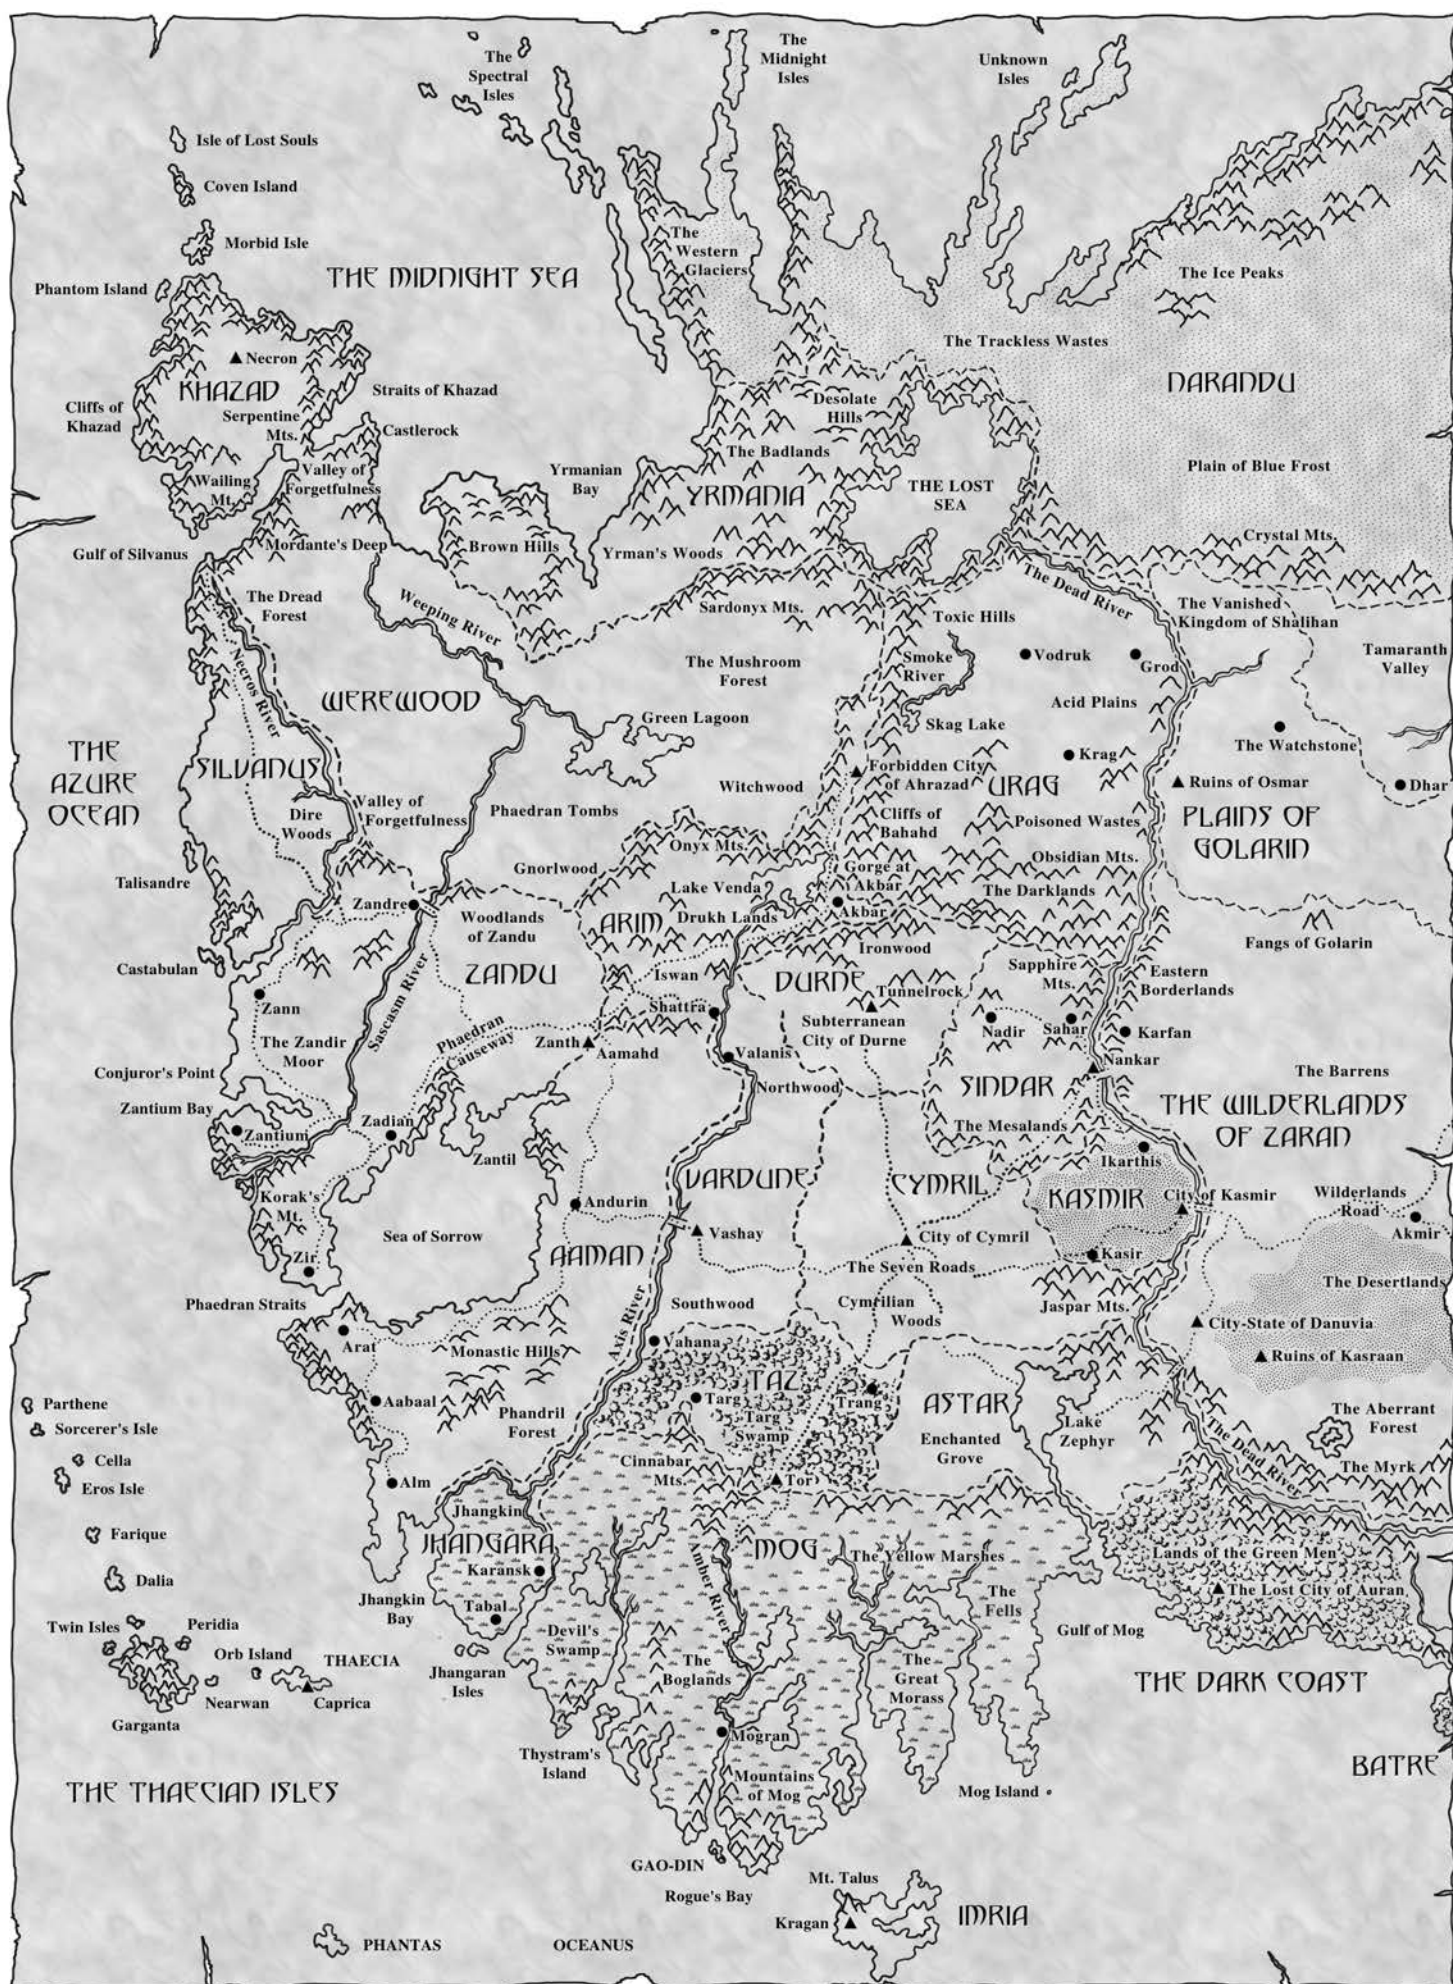 The
Spectral
Isles
The
Midnight
Isles
Unknown
Isles
Isle of Lost Souls
Coven Island
Morbid Isle
Phantom Island
THE MIDNIGHT SEA
The
Western
Glaciers
The Ice Peaks
The Trackless Wastes
NARANDU
Necron
KHAZAD
Straits of Khazad
Cliffs of
Khazad
Serpentine
Mts.
Castlerock
Desolate
Hills
The Badlands
Plain of Blue Frost
Wailing
Mt.
Valley of
Forgetfulness
Yrmanian
Bay
YRMANIA
THE LOST
SEA
Crystal Mts.
Gulf of Silvanus
Mordante's Deep
Brown Hills
Yrman's Woods
The Dread
Forest
Weeping River
Sardonyx Mts.
Toxic Hills
The Dead River
The Vanished
Kingdom of Shalihan
Necros River
The Mushroom
Forest
Smoke
River
Vodruk
Grod
Tamaranth
Valley
WEREWOOD
Green Lagoon
Skag Lake
Acid Plains
THE
AZURE
OCEAN
SILVANUS
Witchwood
Forbidden City
of Ahrazad
Krag
URAG
The Watchstone
Ruins of Osmar
Dhar
Dire
Woods
Valley of
Forgetfulness
Phaedran Tombs
Cliffs of
Bahahd
Poisoned Wastes
PLAINS OF
GOLARIN
Talisandre
Gnorlwood
Onyx Mts.
Gorge at
Akbar
Obsidian Mts.
The Darklands
Zandre
Woodlands
of Zandu
Lake Venda
ARIM
Drukh Lands
Akbar
Ironwood
Fangs of Golarin
Castabulan
Zann
ZANDU
Iswan
DURNE
Sapphire
Mts.
Eastern
Borderlands
Sascasm River
Shattra
Tunnelrock
Subterranean
City of Durne
Nadir
Sahar
Karfan
The Zandir
Moor
Phaedran
Causeway
Zanth
Aamahd
Valanis
Nankar
Conjuror's Point
Northwood
SINDAR
The Barrens
Zantium Bay
Zantium
Zadian
Zantil
The Mesalands
THE WILDERLANDS
OF ZARAN
Ikarthis
Korak's
Mt.
VARDUNE
CYMRIL
KASMIR
City of Kasmir
Wilderlands
Road
Akmir
Andurin
Sea of Sorrow
Vashay
City of Cymril
Zir
AAMAN
The Seven Roads
Kasir
The Desertlands
Phaedran Straits
Axis River
Southwood
Cymrilian
Woods
Jaspar Mts.
City-State of Danuvia
Arat
Monastic Hills
Vahana
Ruins of Kasraan
TAZ
Parthene
Aabaal
Targ
Trang
ASTAR
Sorcerer's Isle
Phandril
Forest
Targ
Swamp
Lake
Zephyr
The Aberrant
Forest
Cella
Enchanted
Grove
The Dead River
The Myrk
Eros Isle
Alm
Cinnabar
Mts.
Tor
Farique
Jhangkin
JHANGARA
MOG
The Yellow Marshes
Lands of the Green Men
Dalia
Karansk
Amber River
The
Fells
The Lost City of Auran
Jhangkin
Bay
Tabal
Twin Isles
Peridia
Devil's
Swamp
Gulf of Mog
Orb Island
THAECIA
Jhangaran
Isles
The
Boglands
The
Great
Morass
THE DARK COAST
Nearwan
Caprica
Garganta
Mogran
Thystram's
Island
BATRE
THE THAECIAN ISLES
Mountains
of Mog
Mog Island
GAO-DIN
Rogue's Bay
Mt. Talus
Kragan
IMRIA
PHANTAS
OCEANUS